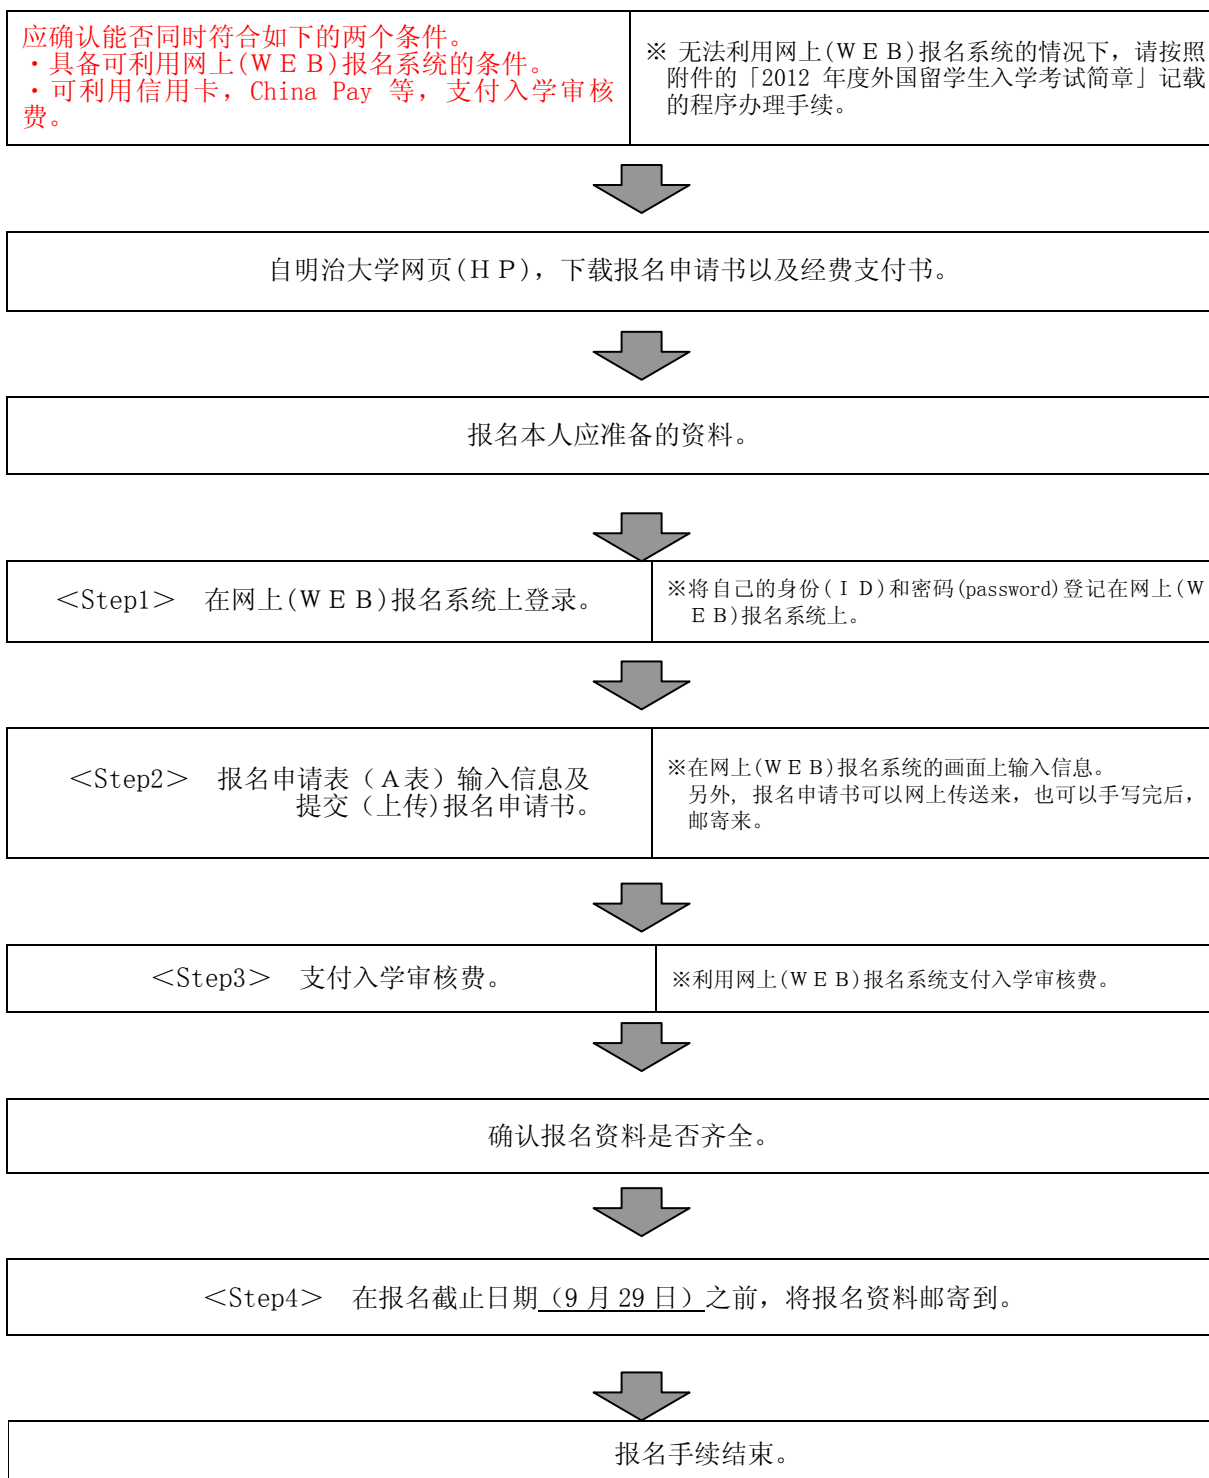 应确认能否同时符合如下的两个条件。
・具备可利用网上(ＷＥＢ)报名系统的条件。
・可利用信用卡，China Pay 等，支付入学审核
费。
※ 无法利用网上(ＷＥＢ)报名系统的情况下，请按照
附件的「2012 年度外国留学生入学考试简章」记载
的程序办理手续。
自明治大学网页(ＨＰ)，下载报名申请书以及经费支付书。
报名本人应准备的资料。
＜Step1＞ 在网上(ＷＥＢ)报名系统上登录。
※将自己的身份(ＩＤ)和密码(password)登记在网上(Ｗ
ＥＢ)报名系统上。
＜Step2＞ 报名申请表（Ａ表）输入信息及
提交（上传)报名申请书。
※在网上(ＷＥＢ)报名系统的画面上输入信息。
另外, 报名申请书可以网上传送来，也可以手写完后，
邮寄来。
＜Step3＞ 支付入学审核费。
※利用网上(ＷＥＢ)报名系统支付入学审核费。
确认报名资料是否齐全。
＜Step4＞ 在报名截止日期（9 月 29 日）之前，将报名资料邮寄到。
报名手续结束。